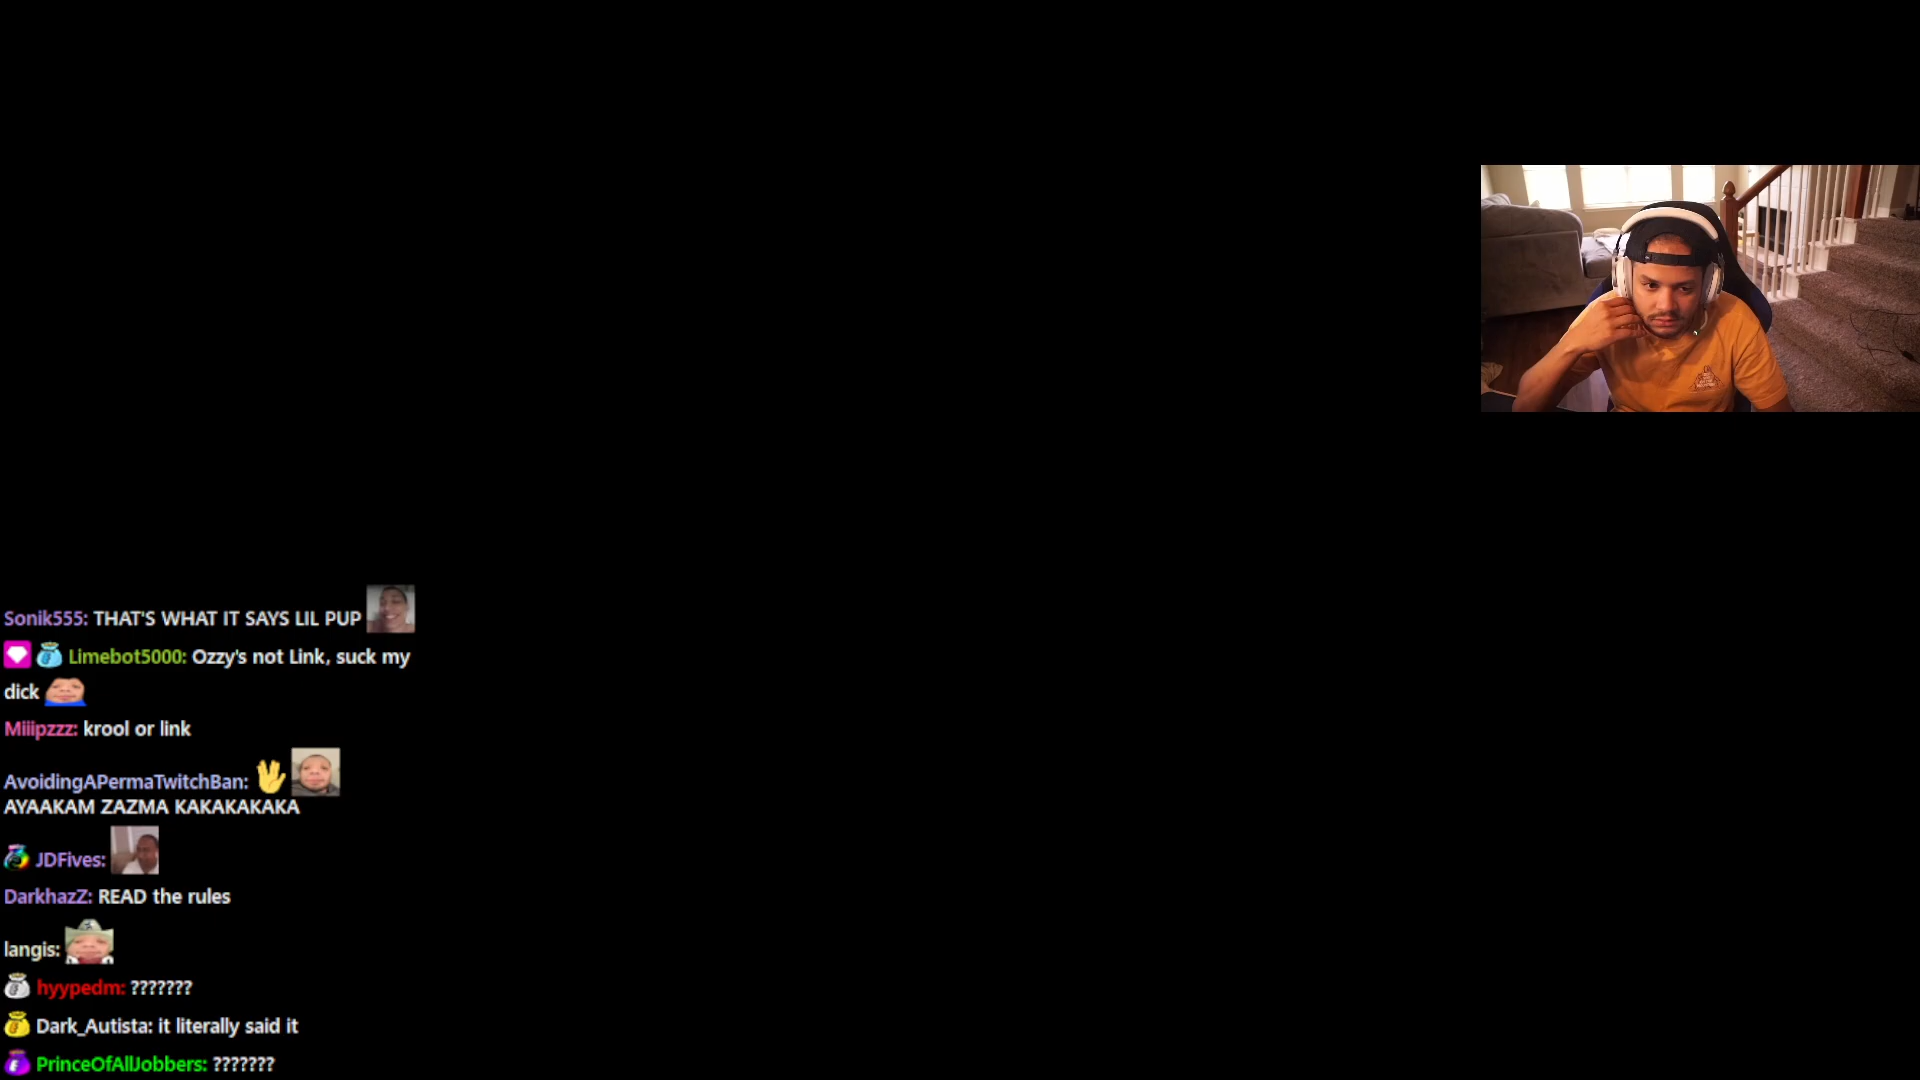 Sonik555: THAT'S WHAT IT SAYS LIL PUP
Limebot5000: Ozzy's not Link, suck my
dick
Miiipzzz: krool or link
AvoidingAPermaTwitchBan:
AYAAKAM ZAZMA KAKAKAKAKA
JDFives:
DarkhazZ: READ the rules
langis:
hyypedm: ???????
Dark_Autista: it literally said it
PrinceOfAllJobbers: ???????